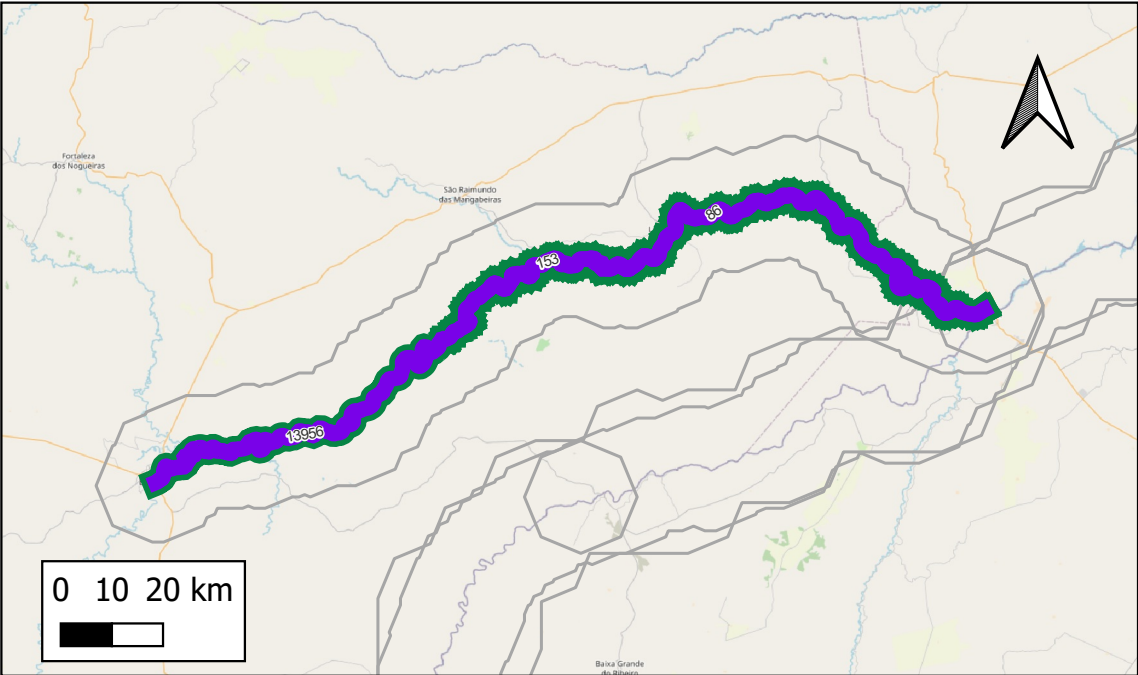 Fortaleza
dos Nogueiras
São Raimundo
das Mangabeiras
86
153
13956
0 10 20 km
Baixa Grande
do Ribeiro